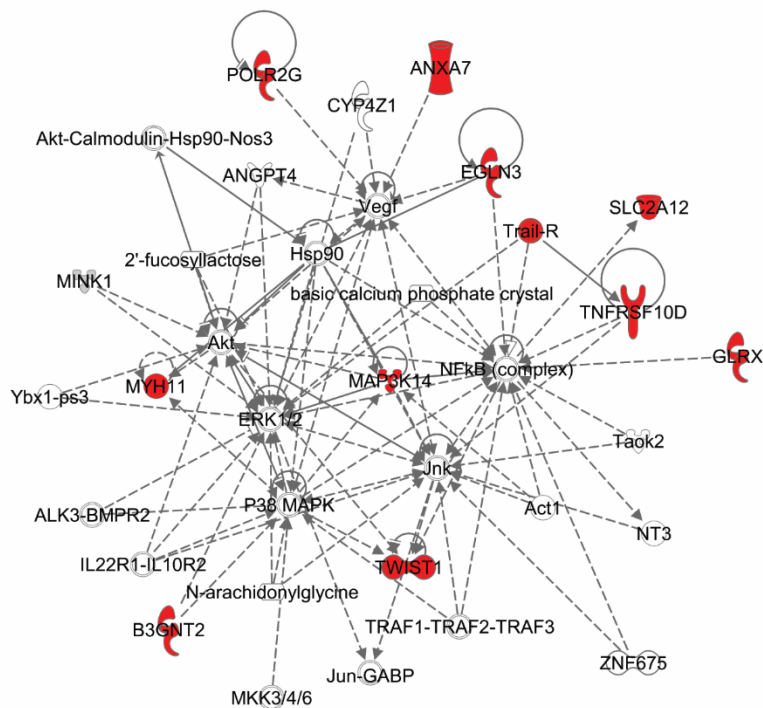 POLR2G
ANXA7
CYP4Z1
Akt-Calmodulin-Hsp90-Nos3
ANGPT4
EGLN3
Vegf
SLC2A12
Trail-R
Hsp90
2'-fucosyllactose
MINK1
basic calcium phosphate crystal
TNFRSF10D
Akt
GLRX
NFkB (complex)
MYH11
MAP3K14
Ybx1-ps3
ERK1/2
Taok2
Jnk
P38 MAPK
Act1
ALK3-BMPR2
NT3
IL22R1-IL10R2
TWIST1
N-arachidonylglycine
B3GNT2
TRAF1-TRAF2-TRAF3
ZNF675
Jun-GABP
MKK3/4/6